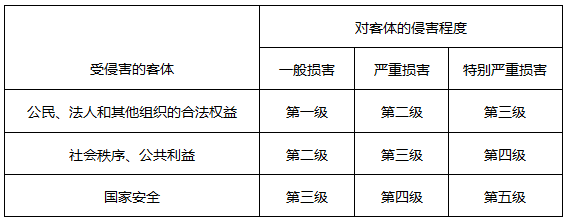 对客体的侵害程度
受侵害的客体
一般损害 严重损害 特别严重损害
公民、法人和其他组织的合法权益 第一级 第二级 第三级
社会秩序、公共利益 第二级 第三级 第四级
国家安全 第三级 第四级 第五级